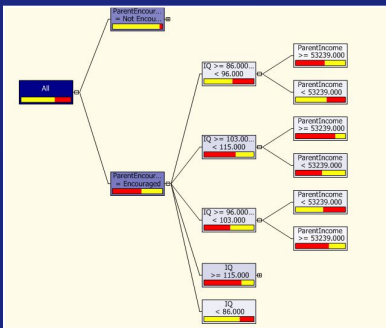 ParentEncour...
= Not Encou...
All
ParentEncour...
= Encouraged
IQ >= 86.000...
< 96.000
ParentIncome
>= 53239.000
ParentIncome
< 53239.000
IQ >= 103.00...
< 115.000
ParentIncome
>= 53239.000
ParentIncome
< 53239.000
IQ >= 96.000...
< 103.000
ParentIncome
< 53239.000
ParentIncome
>= 53239.000
IQ
>= 115.000
IQ
< 86.000